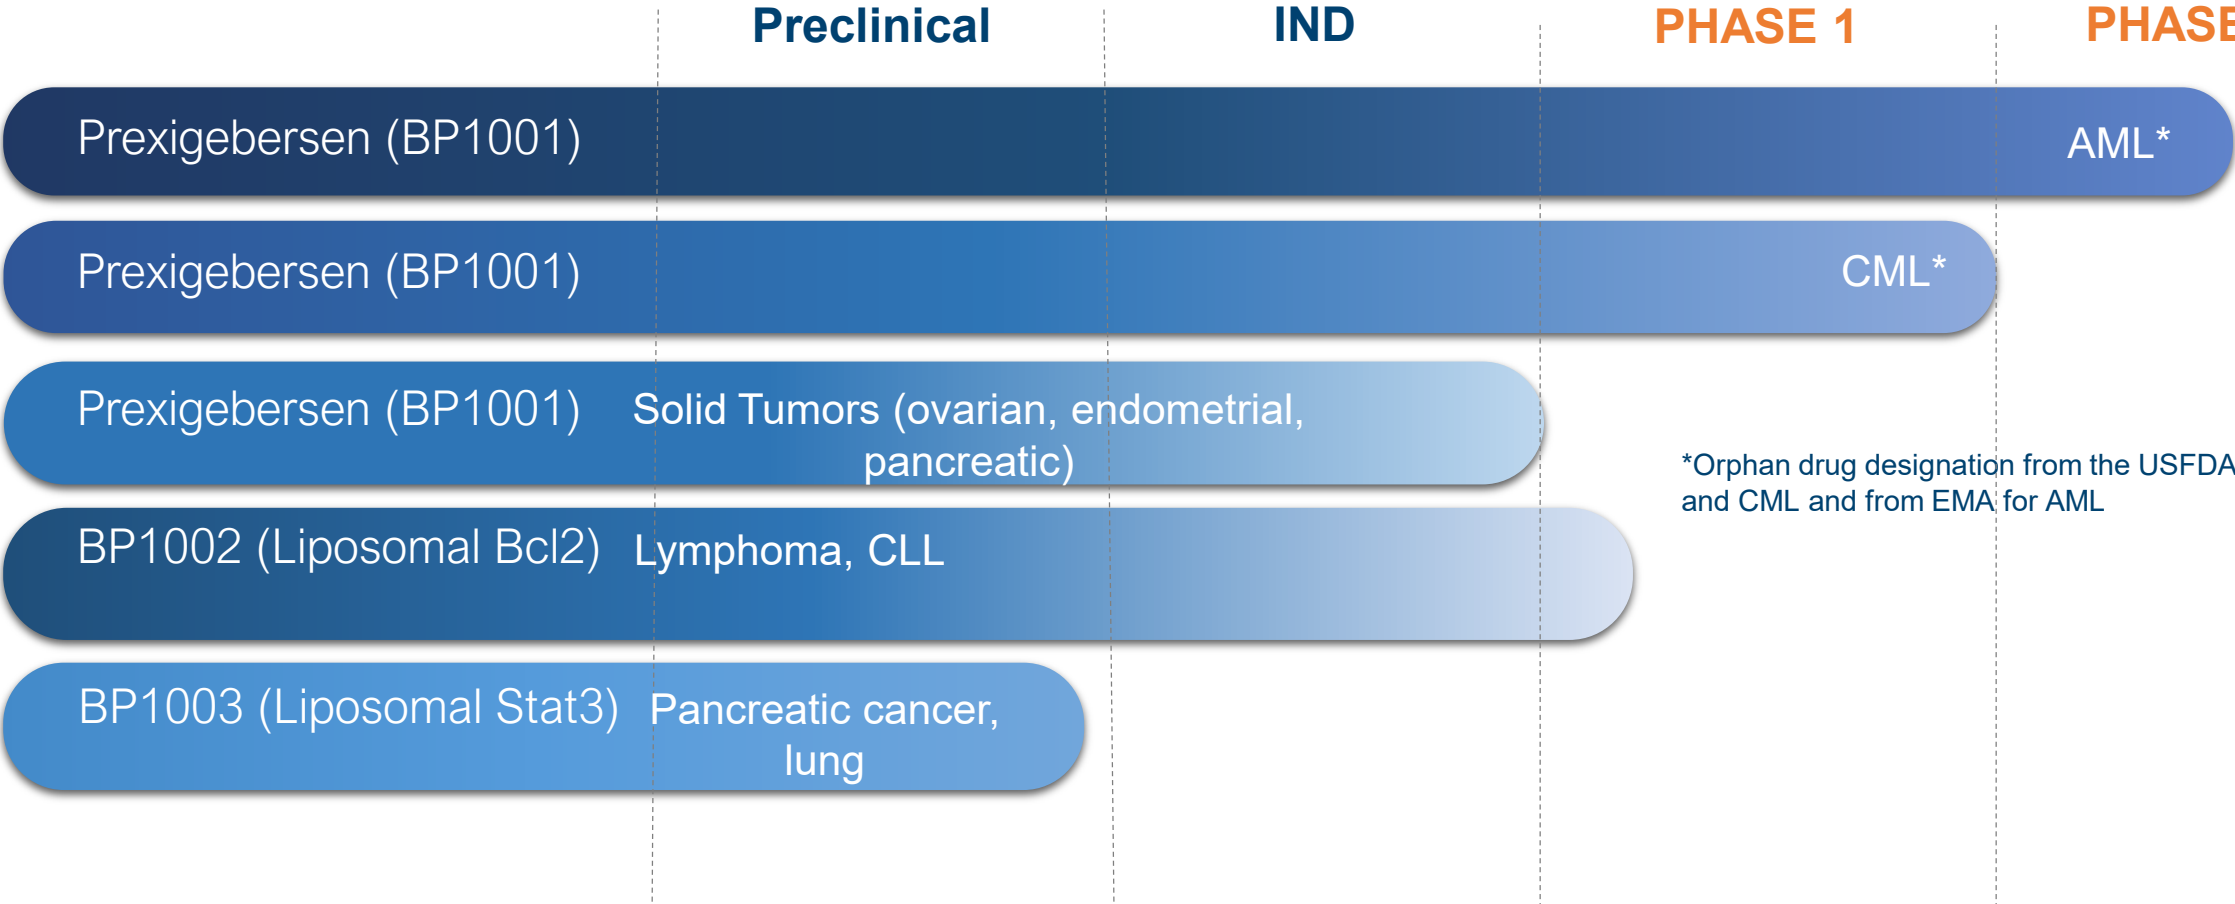 Preclinical IND PHASE 1 PHASE
Prexigebersen (BP1001) AML*
Prexigebersen (BP1001) CML*
Prexigebersen (BP1001) Solid Tumors (ovarian, endometrial,
pancreatic)
*Orphan drug designation from the USFDA
and CML and from EMA for AML
BP1002 (Liposomal Bcl2) Lymphoma, CLL
BP1003 (Liposomal Stat3) Pancreatic cancer,
lung